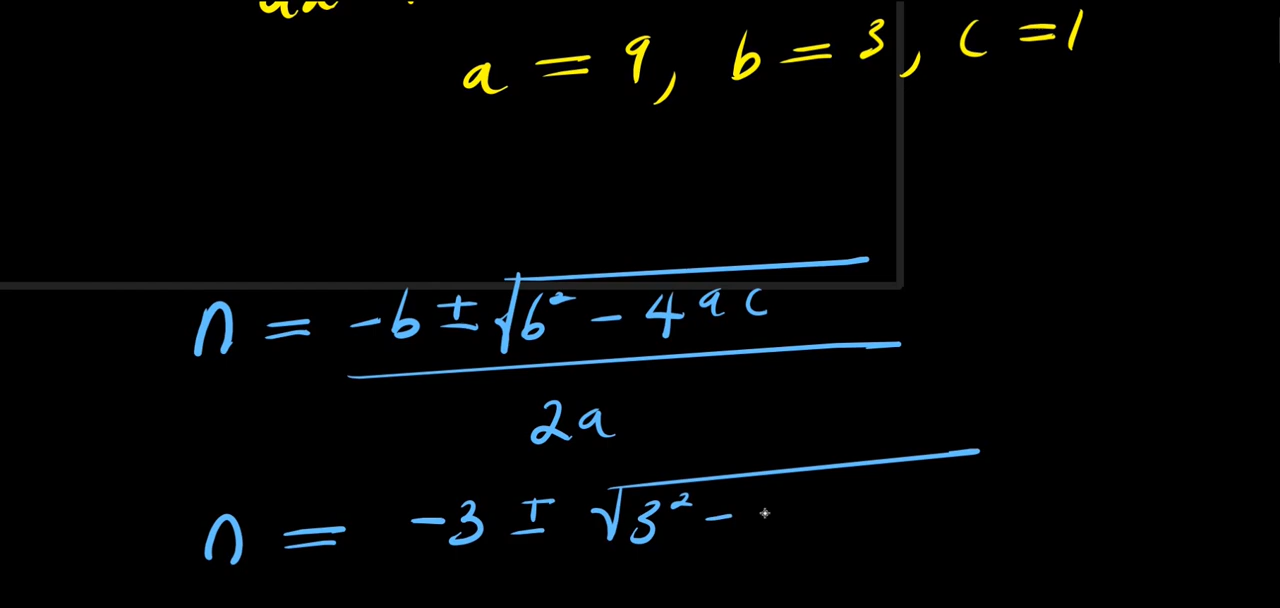 a = 9, b = 3, c = 1
n = -b ± √b² - 4ac
2a
n = -3 ± √3² -